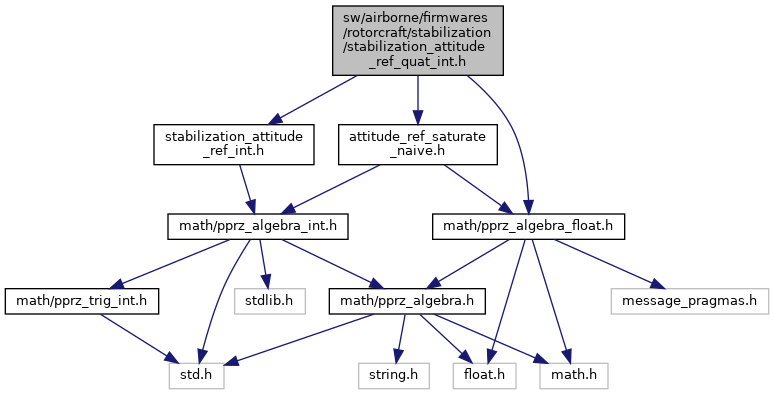 sw/airborne/firmwares
/rotorcraft/stabilization
/stabilization_attitude
_ref_quat_int.h
stabilization_attitude
_ref_int.h
attitude_ref_saturate
_naive.h
math/pprz_algebra_int.h
math/pprz_algebra_float.h
math/pprz_trig_int.h
stdlib.h
math/pprz_algebra.h
message_pragmas.h
std.h
string.h
float.h
math.h